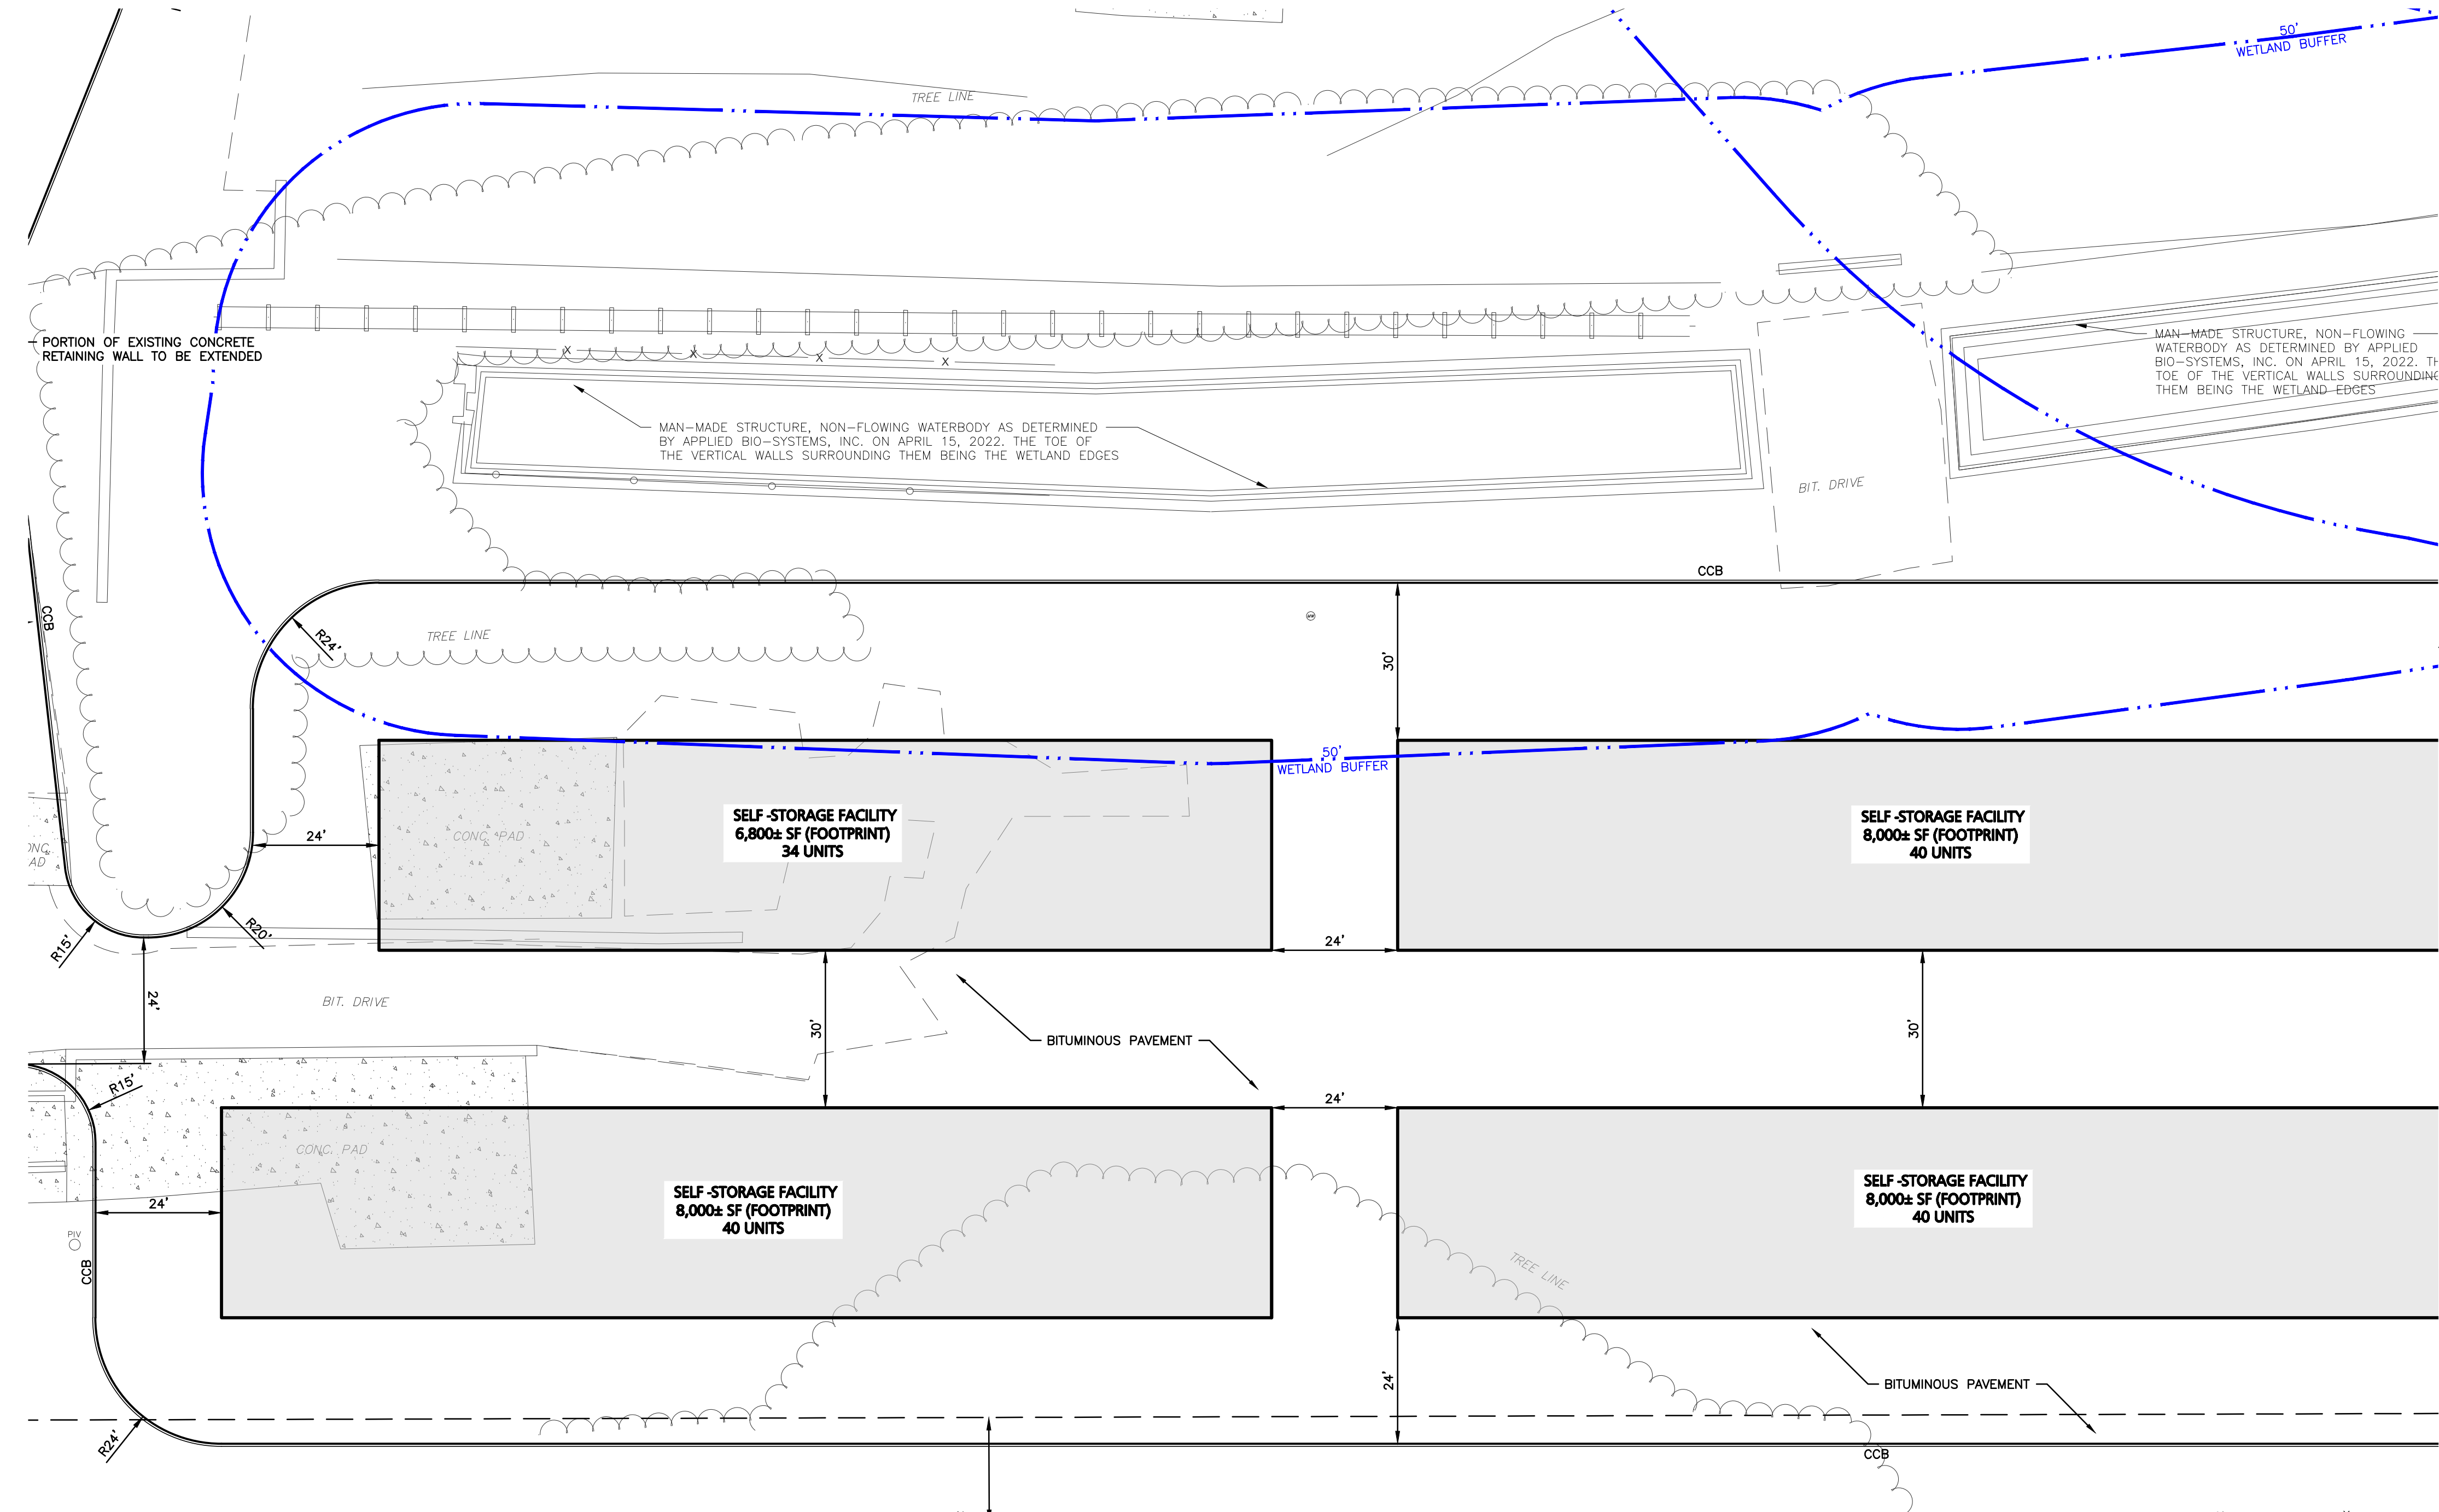 50'
WETLAND BUFFER
TREE LINE
PORTION OF EXISTING CONCRETE
RETAINING WALL TO BE EXTENDED
X
X
X
X
MAN-MADE STRUCTURE, NON-FLOWING WATERBODY AS DETERMINED
BY APPLIED BIO-SYSTEMS, INC. ON APRIL 15, 2022. THE TOE OF
THE VERTICAL WALLS SURROUNDING THEM BEING THE WETLAND EDGES
MAN-MADE STRUCTURE, NON-FLOWING
WATERBODY AS DETERMINED BY APPLIED
BIO-SYSTEMS, INC. ON APRIL 15, 2022. TH
TOE OF THE VERTICAL WALLS SURROUNDING
THEM BEING THE WETLAND EDGES
BIT. DRIVE
CCB
CCB
R24'
TREE LINE
30'
50'
WETLAND BUFFER
SELF-STORAGE FACILITY
6,800± SF (FOOTPRINT)
34 UNITS
SELF-STORAGE FACILITY
8,000± SF (FOOTPRINT)
40 UNITS
CONC. PAD
24'
ONC.
AD
R15'
R20'
24'
24'
BIT. DRIVE
30'
BITUMINOUS PAVEMENT
30'
R15'
24'
CONC. PAD
SELF-STORAGE FACILITY
8,000± SF (FOOTPRINT)
40 UNITS
SELF-STORAGE FACILITY
8,000± SF (FOOTPRINT)
40 UNITS
24'
PIV
CCB
TREE LINE
24'
BITUMINOUS PAVEMENT
R24'
CCB